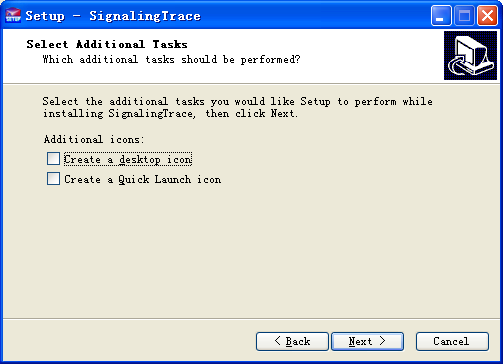 Setup - SignalingTrace
Select Additional Tasks
Which additional tasks should be performed?
Select the additional tasks you would like Setup to perform while
installing SignalingTrace, then click Next.
Additional icons:
Create a desktop icon
Create a Quick Launch icon
< Back
Next >
Cancel